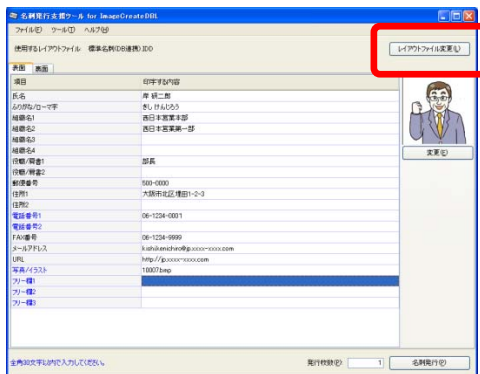 名刺発行支援ツール for ImageCreateDBL
ファイル(F) ツール(T) ヘルプ(H)
使用するレイアウトファイル 標準名刺(DB連携).IDO
レイアウトファイル変更(L)
表面 裏面
項目 印字する内容
氏名 岸 研二郎
ふりがな/ローマ字 きし けんじろう
組織名1 西日本営業本部
組織名2 西日本営業第一部
組織名3
組織名4
役職/肩書1 部長
役職/肩書2
郵便番号 500-0000
住所1 大阪市北区埋田1-2-3
住所2
電話番号1 06-1234-0001
電話番号2
FAX番号 06-1234-9999
メールアドレス kishikenichiro@jp.xxxx-xxxx.com
URL http://jp.xxxx-xxxx.com
写真/イラスト 10007.bmp
フリー欄1
フリー欄2
フリー欄3
変更(E)
全角30文字以内で入力してください。
発行枚数(P) 1 名刺発行(P)